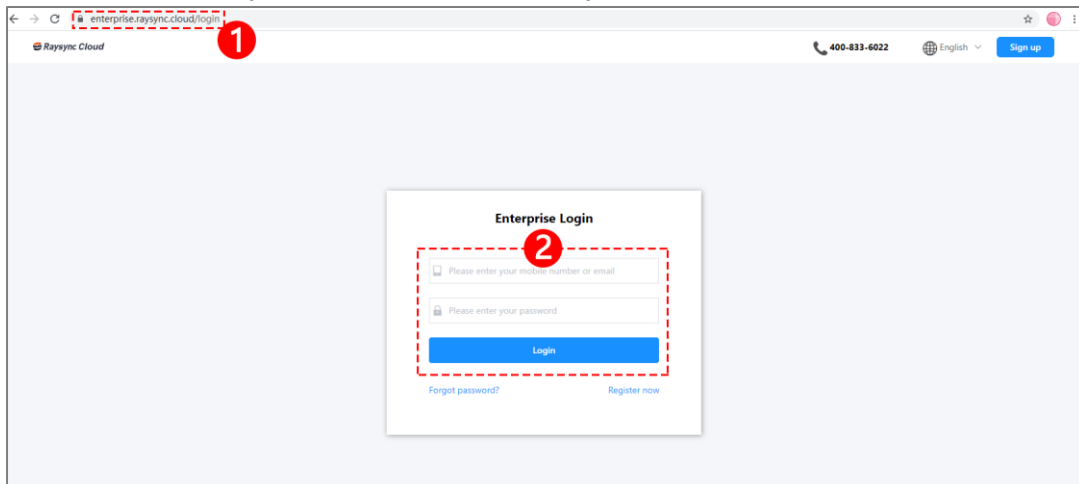 enterprise.raysync.cloud/login
1
Raysync Cloud
400-833-6022
English
Sign up
Enterprise Login
2
Please enter your mobile number or email
Please enter your password
Login
Forgot password?
Register now